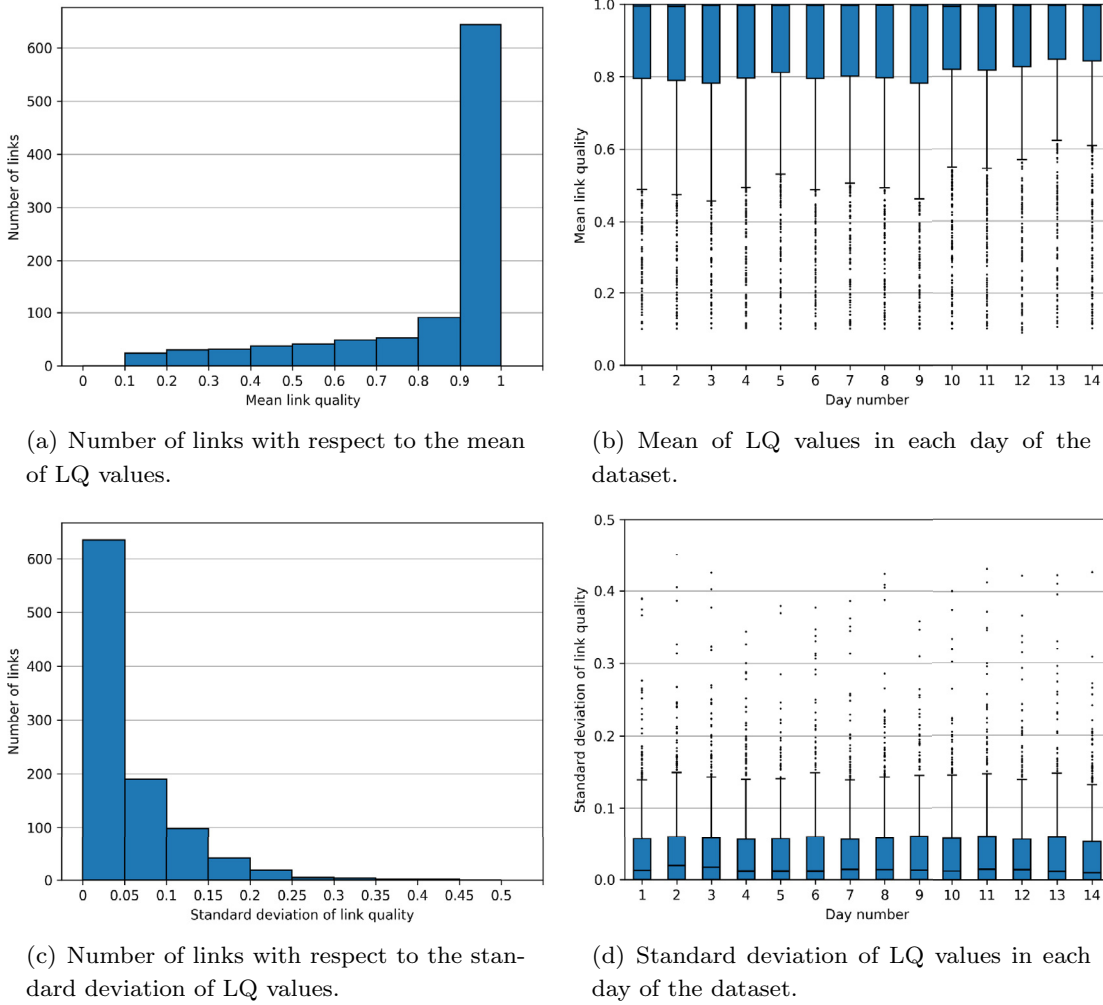 600
500
400
300
200
100
0
Number of links
0 0.1 0.2 0.3 0.4 0.5 0.6 0.7 0.8 0.9 1
Mean link quality
(a) Number of links with respect to the mean
of LQ values.
1.0
0.8
0.6
0.4
0.2
0.0
Mean link quality
1 2 3 4 5 6 7 8 9 10 11 12 13 14
Day number
(b) Mean of LQ values in each day of the
dataset.
600
500
400
300
200
100
0
Number of links
0 0.05 0.1 0.15 0.2 0.25 0.3 0.35 0.4 0.45 0.5
Standard deviation of link quality
(c) Number of links with respect to the stan-
dard deviation of LQ values.
0.5
0.4
0.3
0.2
0.1
0.0
Standard deviation of link quality
1 2 3 4 5 6 7 8 9 10 11 12 13 14
Day number
(d) Standard deviation of LQ values in each
day of the dataset.